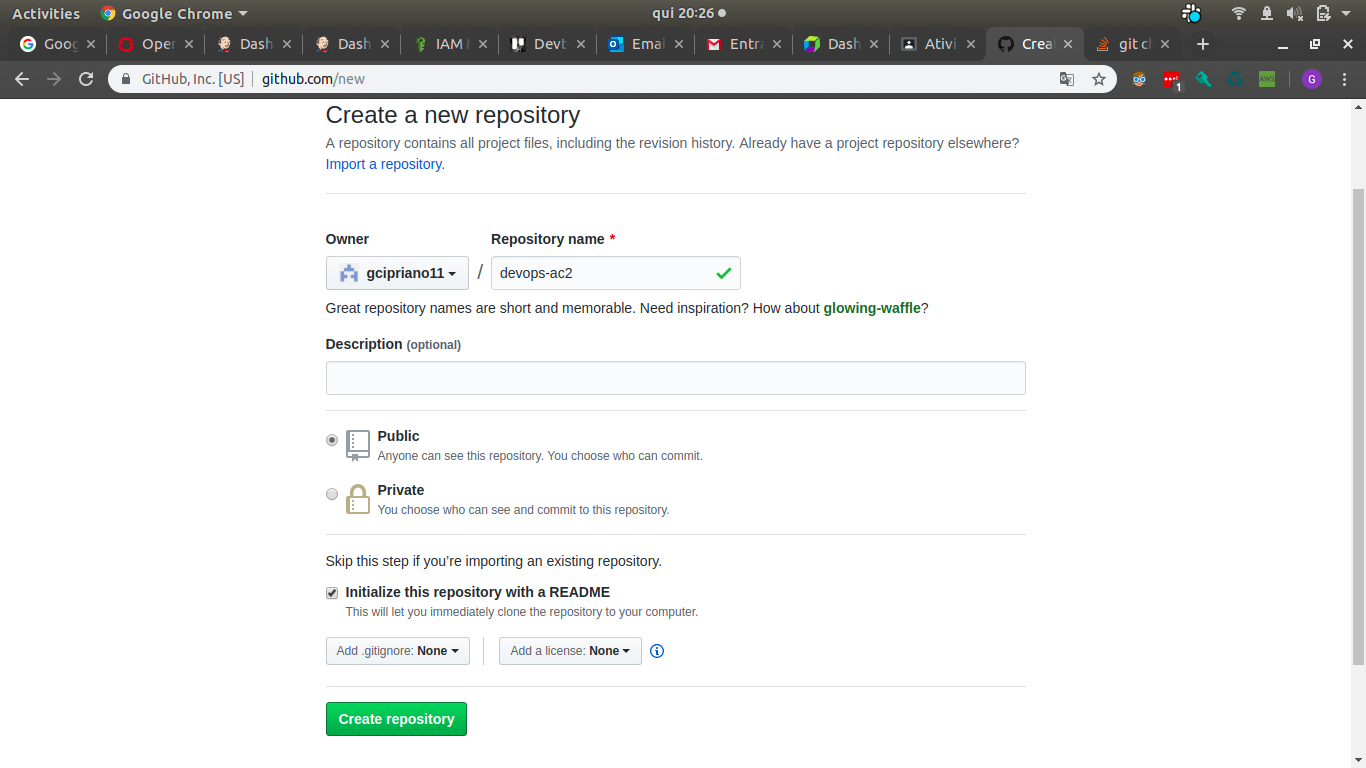 Activities Google Chrome qui 20:26
Goog Oper Dash Dash IAM M Devt Emai Entra Dash Ativi Crea git ch
GitHub, Inc. [US] github.com/new 1 AWS G
Create a new repository
A repository contains all project files, including the revision history. Already have a project repository elsewhere?
Import a repository.
Owner Repository name *
gcipriano11 / devops-ac2
Great repository names are short and memorable. Need inspiration? How about glowing-waffle?
Description (optional)
Public
Anyone can see this repository. You choose who can commit.
Private
You choose who can see and commit to this repository.
Skip this step if you’re importing an existing repository.
Initialize this repository with a README
This will let you immediately clone the repository to your computer.
Add .gitignore: None Add a license: None
Create repository